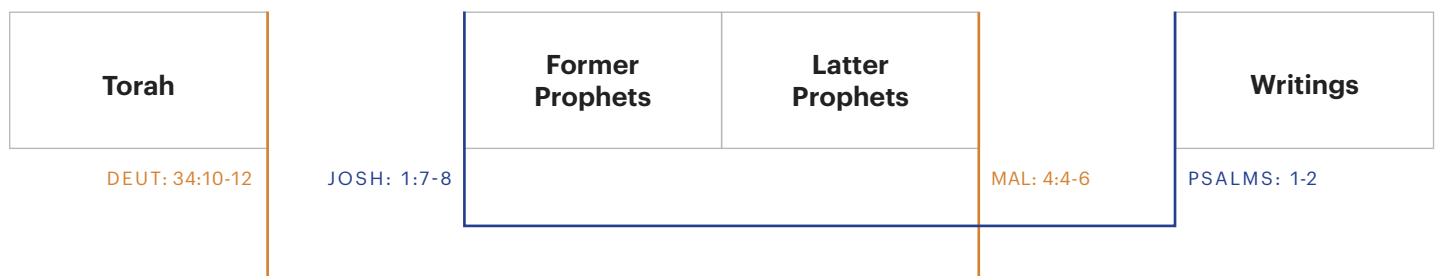 Torah
Former
Prophets
Latter
Prophets
Writings
DEUT: 34:10-12
JOSH: 1:7-8
MAL: 4:4-6
PSALMS: 1-2